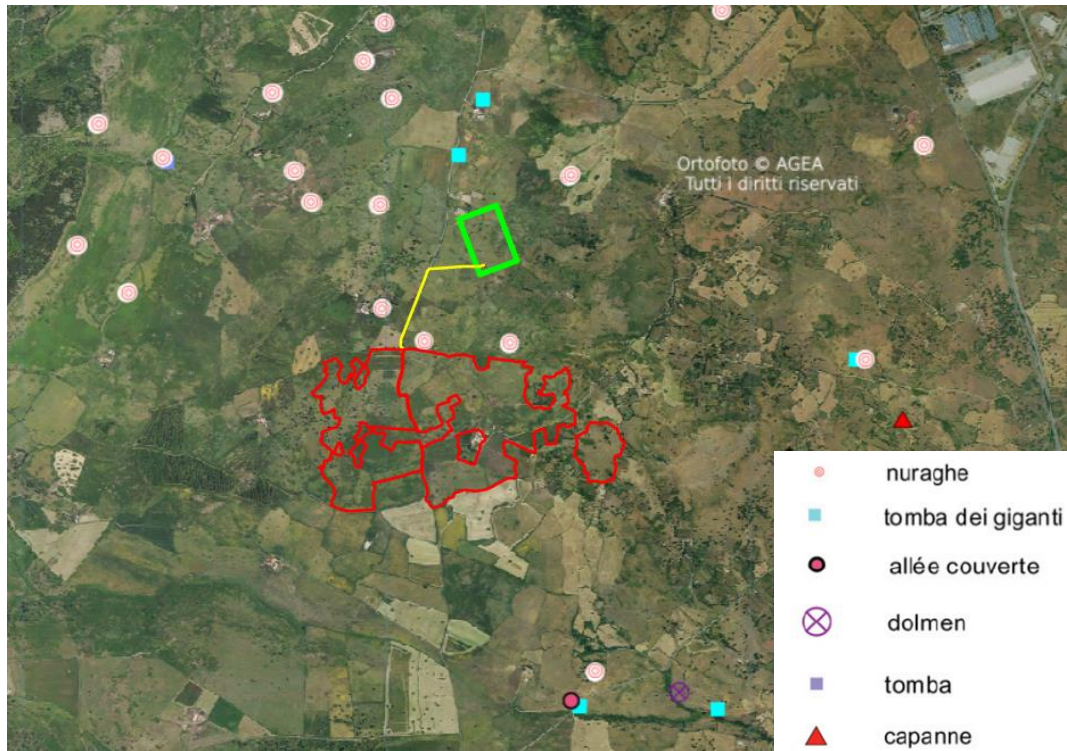 Ortofoto © AGEA
Tutti i diritti riservati
nuraghe
tomba dei giganti
allée couverte
dolmen
tomba
capanne